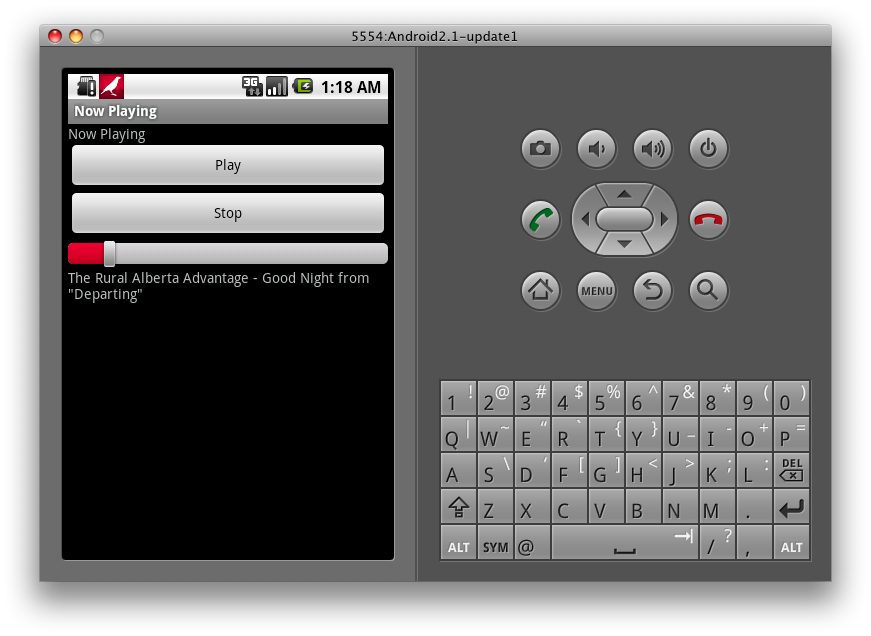 5554:Android2.1-update1
3G
1:18 AM
Now Playing
Now Playing
Play
Stop
The Rural Alberta Advantage - Good Night from
"Departing"
MENU
1 ! 2 @ 3 # 4 $ 5 % 6 ^ 7 & 8 * 9 ( 0 )
Q | W ~ E “ R ` T { Y } U _ I - O + P =
A S \ D ‘ F [ G ] H < J > K ; L : DEL
Z X C V B N M .
ALT SYM @ / ? , ALT